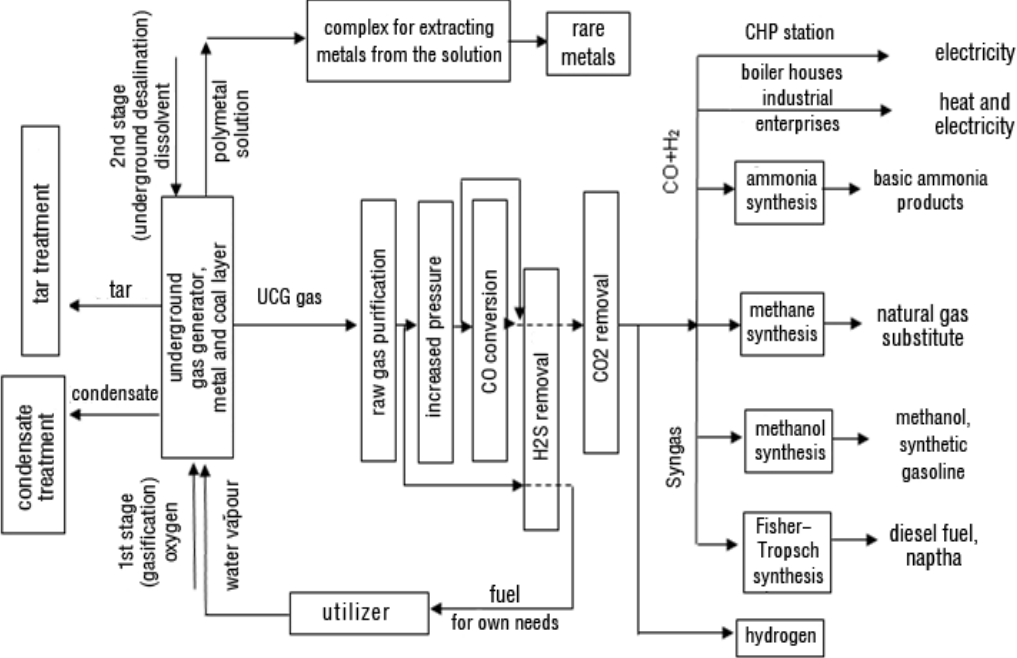 complex for extracting
metals from the solution
rare
metals
CHP station
electricity
boiler houses
industrial
enterprises
heat and
electricity
2nd stage
(underground desalination)
dissolvent
polymetal
solution
CO+H2
ammonia
synthesis
basic ammonia
products
tar treatment
tar
underground
gas generator,
metal and coal layer
UCG gas
raw gas purification
increased pressure
CO conversion
H2S removal
CO2 removal
methane
synthesis
natural gas
substitute
condensate
condensate
treatment
methanol
synthesis
methanol,
synthetic
gasoline
Syngas
1st stage
(gasification)
oxygen
water vapour
Fisher–
Tropsch
synthesis
diesel fuel,
naptha
utilizer
fuel
for own needs
hydrogen